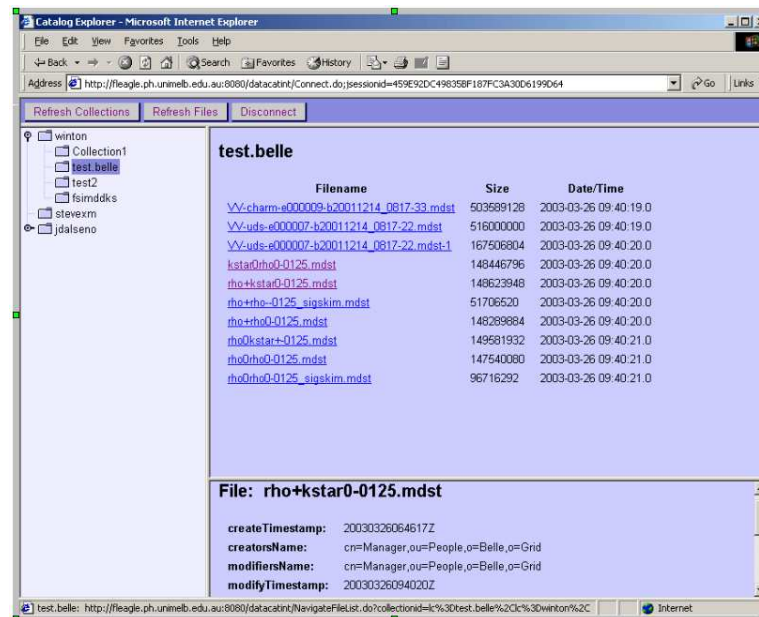 Catalog Explorer - Microsoft Internet Explorer
File Edit View Favorites Tools Help
Back Search Favorites History
Address http://fleagle.ph.unimelb.edu.au:8080/datacatint/Connect.do;jsessionid=459E92DC49835BF187FC3A30D6199D64 Go Links
Refresh Collections Refresh Files Disconnect
winton
Collection1
test.belle
test2
fsimddks
stevexm
jdalseno
test.belle
Filename Size Date/Time
VV-charm-e000009-b20011214_0817-33.mdst 503589128 2003-03-26 09:40:19.0
VV-uds-e000007-b20011214_0817-22.mdst 516000000 2003-03-26 09:40:19.0
VV-uds-e000007-b20011214_0817-22.mdst-1 167506804 2003-03-26 09:40:20.0
kstar0rho0-0125.mdst 148446796 2003-03-26 09:40:20.0
rho+kstar0-0125.mdst 148623948 2003-03-26 09:40:20.0
rho+rho--0125_sigskim.mdst 51706520 2003-03-26 09:40:20.0
rho+rho0-0125.mdst 148289884 2003-03-26 09:40:20.0
rho0kstar+-0125.mdst 149581932 2003-03-26 09:40:21.0
rho0rho0-0125.mdst 147540080 2003-03-26 09:40:21.0
rho0rho0-0125_sigskim.mdst 96716292 2003-03-26 09:40:21.0
File: rho+kstar0-0125.mdst
createTimestamp: 20030326064617Z
creatorsName: cn=Manager,ou=People,o=Belle,o=Grid
modifiersName: cn=Manager,ou=People,o=Belle,o=Grid
modifyTimestamp: 20030326094020Z
test.belle: http://fleagle.ph.unimelb.edu.au:8080/datacatint/NavigateFileList.do?collectionid=lc%3Dtest.belle%2Clc%3Dwinton%2C Internet